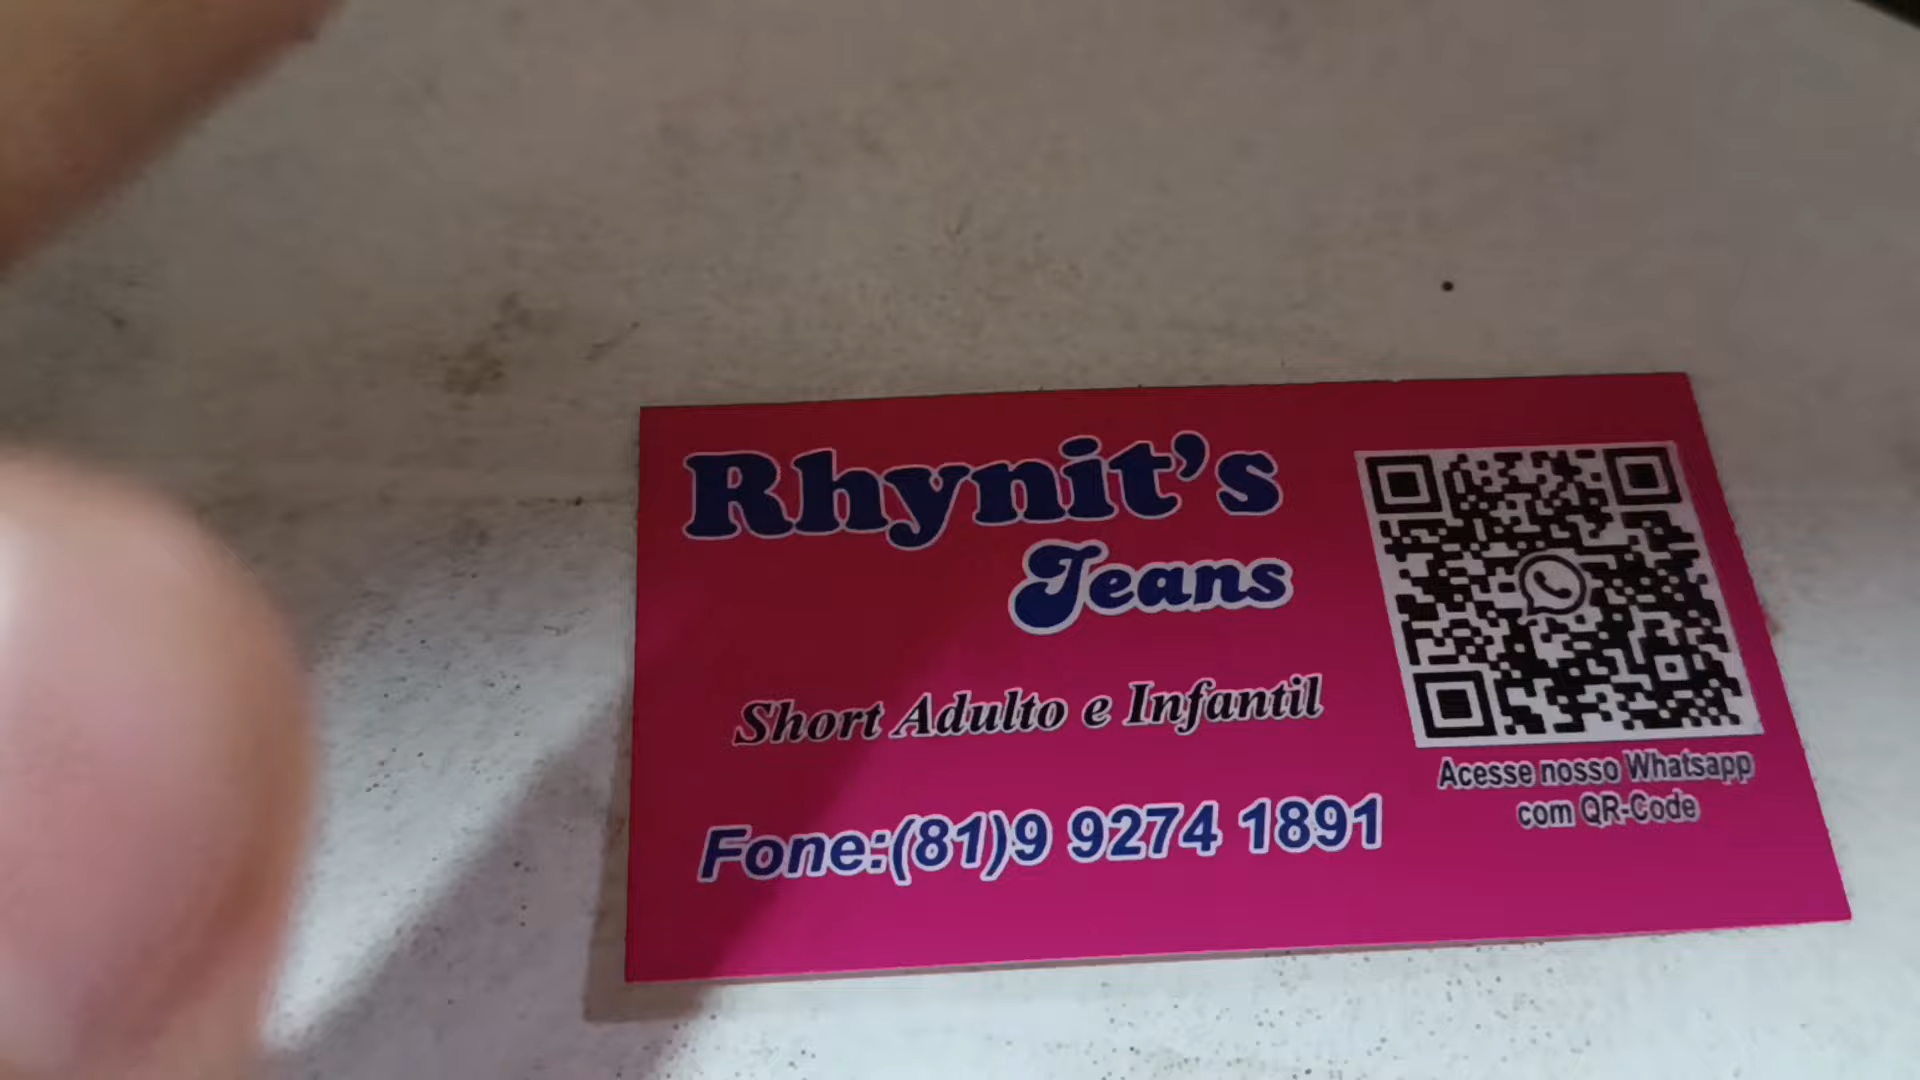 Rhynit's
Jeans
Short Adulto e Infantil
Fone:(81)9 9274 1891
Acesse nosso Whatsapp
com QR-Code